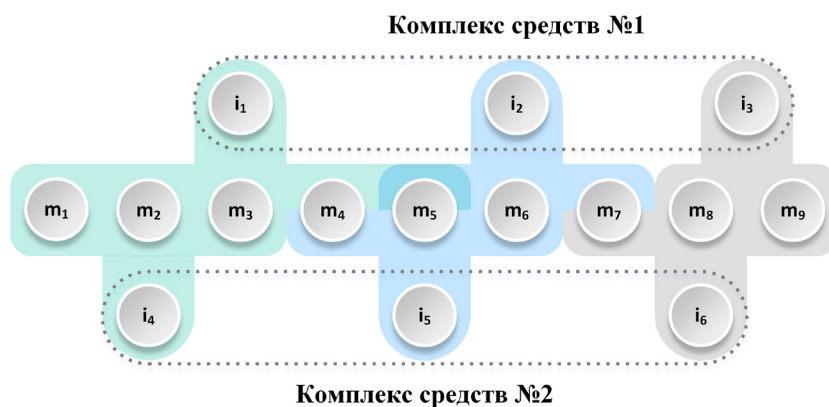 Комплекс средств №1
i₁ i₂ i₃
m₁ m₂ m₃ m₄ m₅ m₆ m₇ m₈ m₉
i₄ i₅ i₆
Комплекс средств №2